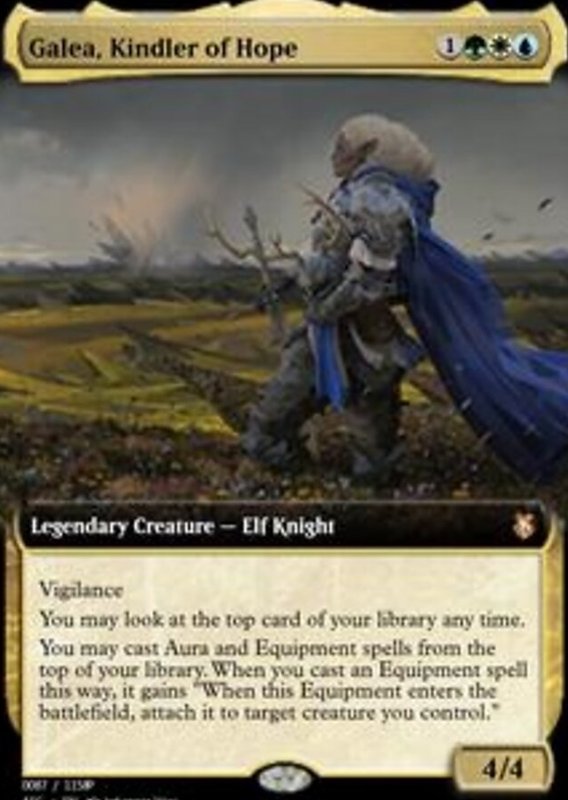 Galea, Kindler of Hope 1
Legendary Creature — Elf Knight
Vigilance
You may look at the top card of your library any time.
You may cast Aura and Equipment spells from the
top of your library. When you cast an Equipment spell
this way, it gains "When this Equipment enters the
battlefield, attach it to target creature you control."
4/4